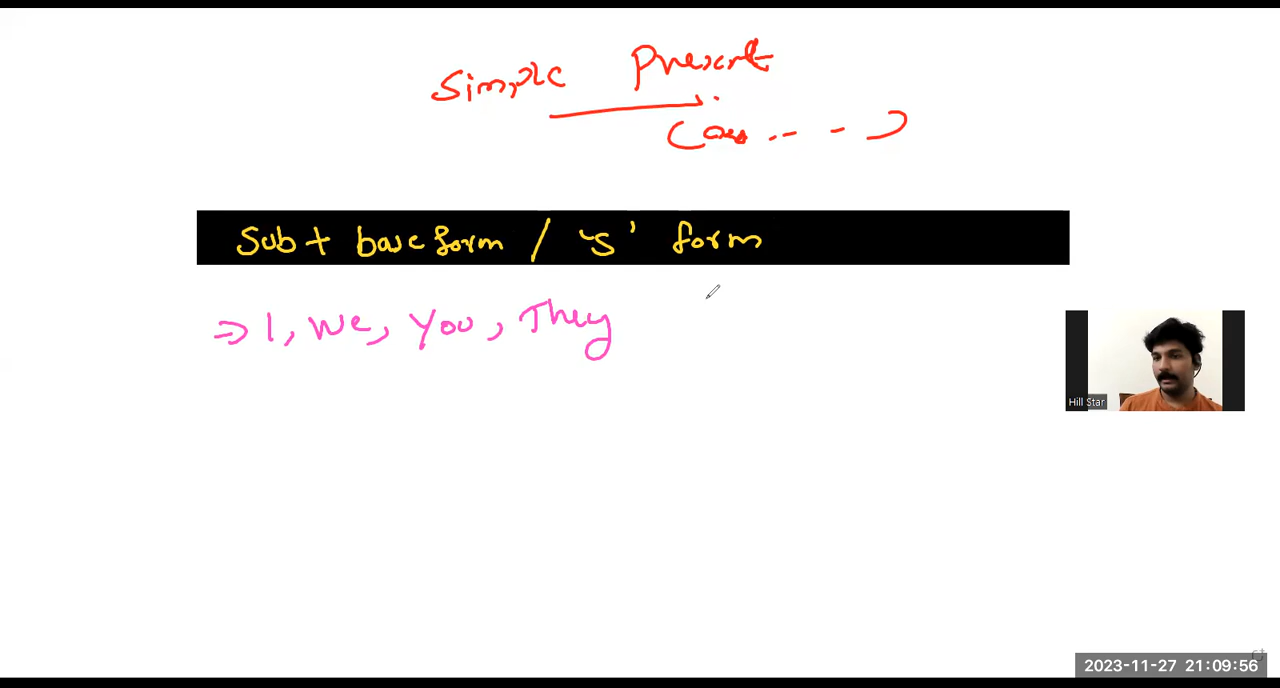 Simple Present
Sub + base form / 's' form
⇒ I, We, You, They
Hill Star
2023-11-27 21:09:56